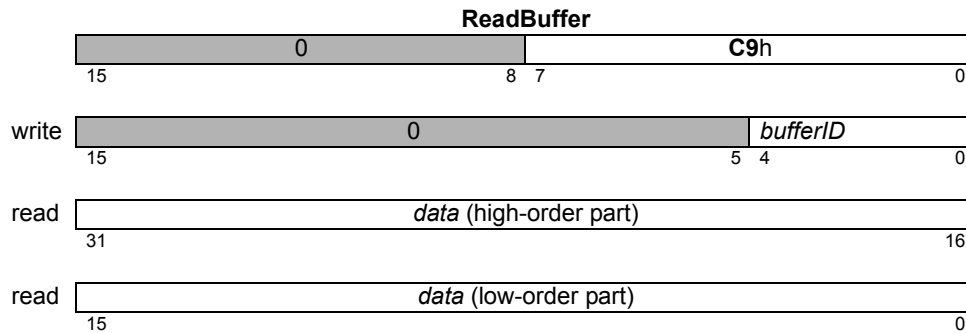 ReadBuffer
0 C9h
15 8 7 0
write 0 bufferID
15 5 4 0
read data (high-order part)
31 16
read data (low-order part)
15 0